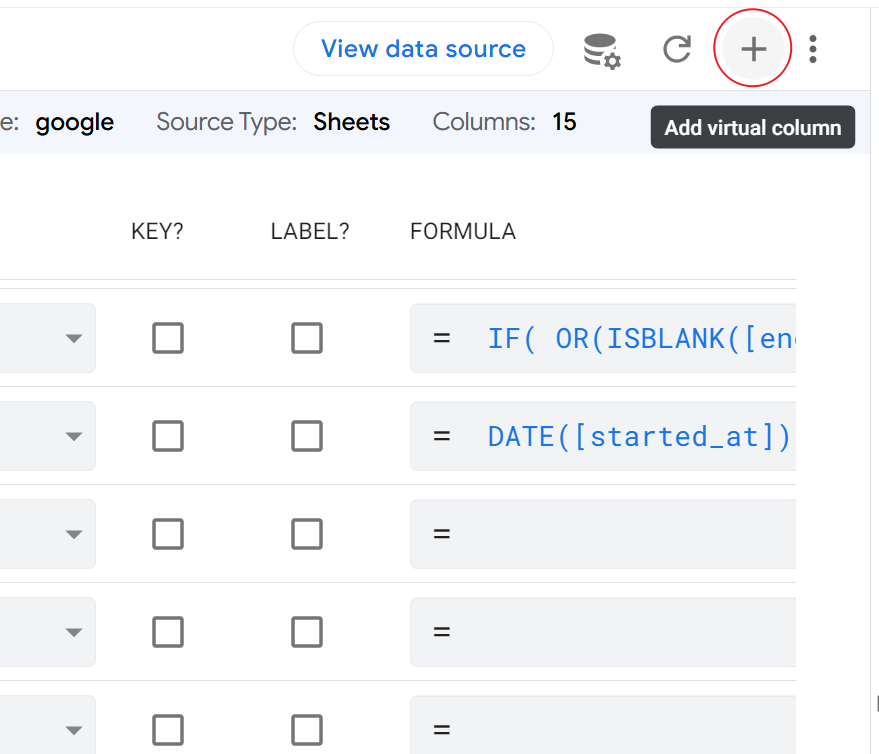 View data source
e: google Source Type: Sheets Columns: 15
Add virtual column
KEY? LABEL? FORMULA
= IF( OR(ISBLANK([en
= DATE([started_at])
=
=
=